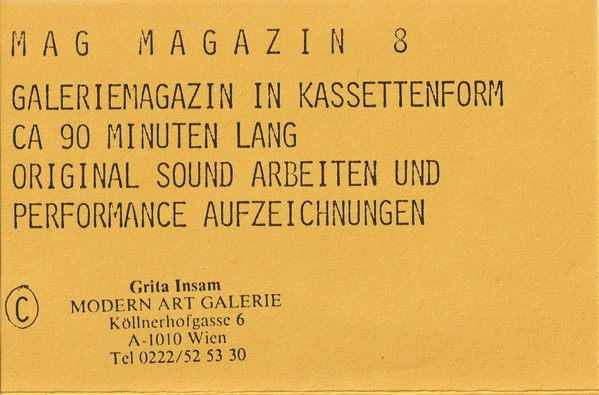 MAG MAGAZIN 8
GALERIEMAGAZIN IN KASSETTENFORM
CA 90 MINUTEN LANG
ORIGINAL SOUND ARBEITEN UND
PERFORMANCE AUFZEICHNUNGEN
©
Grita Insam
MODERN ART GALERIE
Köllnerhofgasse 6
A-1010 Wien
Tel 0222/52 53 30